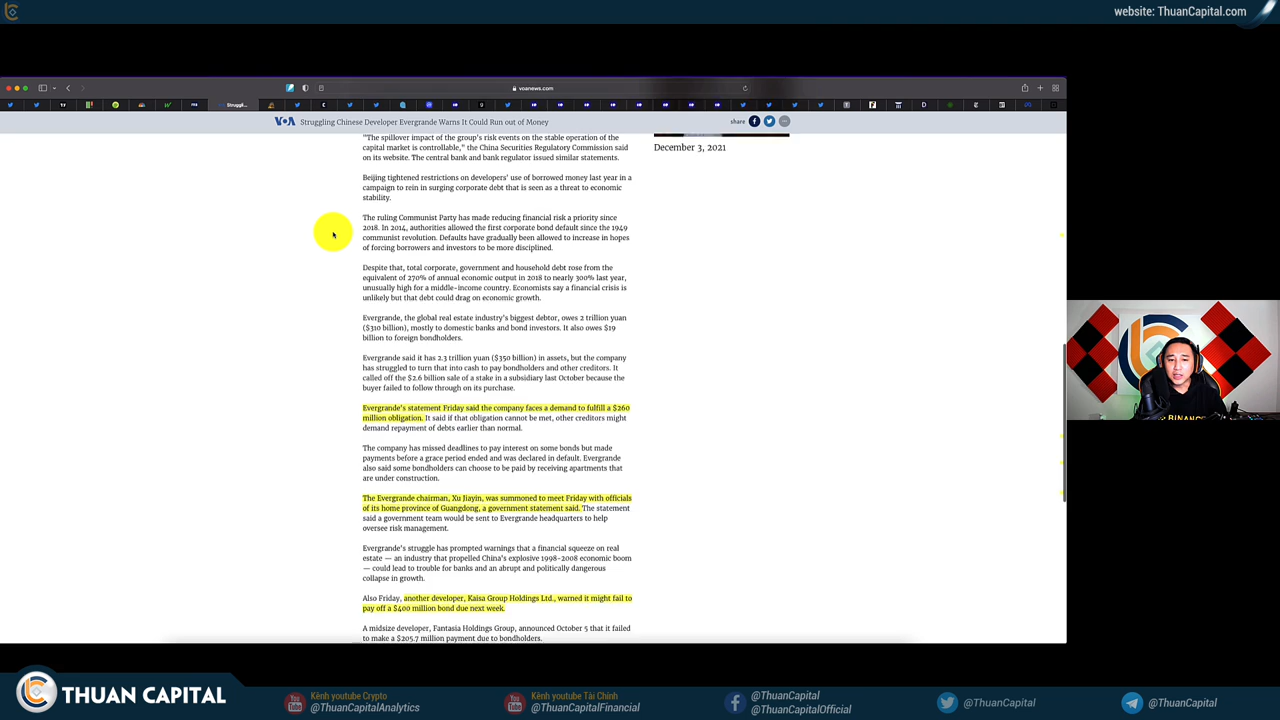 website: ThuanCapital.com
voanews.com
Struggli...
VOA Struggling Chinese Developer Evergrande Warns It Could Run out of Money
share
"The spillover impact of the group's risk events on the stable operation of the
capital market is controllable," the China Securities Regulatory Commission said
on its website. The central bank and bank regulator issued similar statements.
December 3, 2021
Beijing tightened restrictions on developers' use of borrowed money last year in a
campaign to rein in surging corporate debt that is seen as a threat to economic
stability.
The ruling Communist Party has made reducing financial risk a priority since
2018. In 2014, authorities allowed the first corporate bond default since the 1949
communist revolution. Defaults have gradually been allowed to increase in hopes
of forcing borrowers and investors to be more disciplined.
Despite that, total corporate, government and household debt rose from the
equivalent of 270% of annual economic output in 2018 to nearly 300% last year,
unusually high for a middle-income country. Economists say a financial crisis is
unlikely but that debt could drag on economic growth.
Evergrande, the global real estate industry's biggest debtor, owes 2 trillion yuan
($310 billion), mostly to domestic banks and bond investors. It also owes $19
billion to foreign bondholders.
Evergrande said it has 2.3 trillion yuan ($350 billion) in assets, but the company
has struggled to turn that into cash to pay bondholders and other creditors. It
called off the $2.6 billion sale of a stake in a subsidiary last October because the
buyer failed to follow through on its purchase.
Evergrande's statement Friday said the company faces a demand to fulfill a $260
million obligation. It said if that obligation cannot be met, other creditors might
demand repayment of debts earlier than normal.
The company has missed deadlines to pay interest on some bonds but made
payments before a grace period ended and was declared in default. Evergrande
also said some bondholders can choose to be paid by receiving apartments that
are under construction.
The Evergrande chairman, Xu Jiayin, was summoned to meet Friday with officials
of its home province of Guangdong, a government statement said. The statement
said a government team would be sent to Evergrande headquarters to help
oversee risk management.
Evergrande's struggle has prompted warnings that a financial squeeze on real
estate — an industry that propelled China's explosive 1998-2008 economic boom
— could lead to trouble for banks and an abrupt and politically dangerous
collapse in growth.
Also Friday, another developer, Kaisa Group Holdings Ltd., warned it might fail to
pay off a $400 million bond due next week.
A midsize developer, Fantasia Holdings Group, announced October 5 that it failed
to make a $205.7 million payment due to bondholders.
BINANCE
THUAN CAPITAL
Kênh youtube Crypto
@ThuanCapitalAnalytics
Kênh youtube Tài Chính
@ThuanCapitalFinancial
@ThuanCapital
@ThuanCapitalOfficial
@ThuanCapital
@ThuanCapital